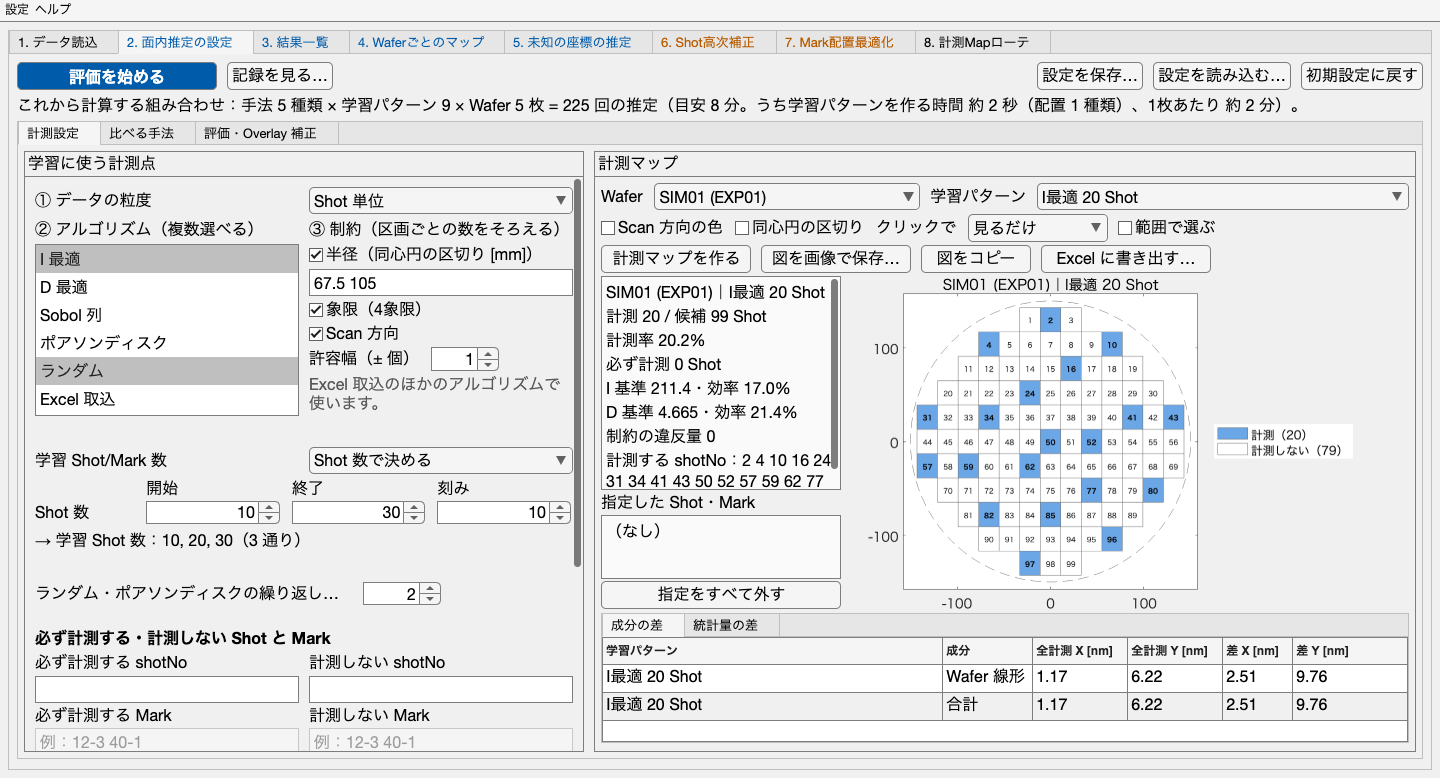 設定 ヘルプ
1. データ読込
2. 面内推定の設定
3. 結果一覧
4. Waferごとのマップ
5. 未知の座標の推定
6. Shot高次補正
7. Mark配置最適化
8. 計測Mapローテ
評価を始める
記録を見る...
設定を保存...
設定を読み込む...
初期設定に戻す
これから計算する組み合わせ：手法 5 種類 × 学習パターン 9 × Wafer 5 枚 = 225 回の推定（目安 8 分。うち学習パターンを作る時間 約 2 秒（配置 1 種類）、1枚あたり 約 2 分）。
計測設定
比べる手法
評価・Overlay 補正
学習に使う計測点
① データの粒度
Shot 単位
② アルゴリズム（複数選べる）
I 最適
D 最適
Sobol 列
ポアソンディスク
ランダム
Excel 取込
③ 制約（区画ごとの数をそろえる）
半径（同心円の区切り [mm]）
67.5 105
象限（4象限）
Scan 方向
許容幅（± 個）
1
Excel 取込のほかのアルゴリズムで
使います。
学習 Shot/Mark 数
Shot 数で決める
開始
終了
刻み
Shot 数
10
30
10
→ 学習 Shot 数：10, 20, 30（3 通り）
ランダム・ポアソンディスクの繰り返し...
2
必ず計測する・計測しない Shot と Mark
必ず計測する shotNo
計測しない shotNo
必ず計測する Mark
計測しない Mark
例：12-3 40-1
例：12-3 40-1
計測マップ
Wafer
SIM01 (EXP01)
学習パターン
I最適 20 Shot
Scan 方向の色
同心円の区切り
クリックで
見るだけ
範囲で選ぶ
計測マップを作る
図を画像で保存...
図をコピー
Excel に書き出す...
SIM01 (EXP01)｜I最適 20 Shot
計測 20 / 候補 99 Shot
計測率 20.2%
必ず計測 0 Shot
I 基準 211.4・効率 17.0%
D 基準 4.665・効率 21.4%
制約の違反量 0
計測する shotNo：2 4 10 16 24
31 34 41 43 50 52 57 59 62 77
指定した Shot・Mark
（なし）
指定をすべて外す
SIM01 (EXP01)｜I最適 20 Shot
1 2 3
4 5 6 7 8 9 10
11 12 13 14 15 16 17 18 19
20 21 22 23 24 25 26 27 28 29 30
31 32 33 34 35 36 37 38 39 40 41 42 43
44 45 46 47 48 49 50 51 52 53 54 55 56
57 58 59 60 61 62 63 64 65 66 67 68 69
70 71 72 73 74 75 76 77 78 79 80
81 82 83 84 85 86 87 88 89
90 91 92 93 94 95 96
97 98 99
100
0
-100
-100 0 100
計測（20）
計測しない（79）
成分の差
統計量の差
学習パターン 成分 全計測 X [nm] 全計測 Y [nm] 差 X [nm] 差 Y [nm]
I最適 20 Shot Wafer 線形 1.17 6.22 2.51 9.76
I最適 20 Shot 合計 1.17 6.22 2.51 9.76